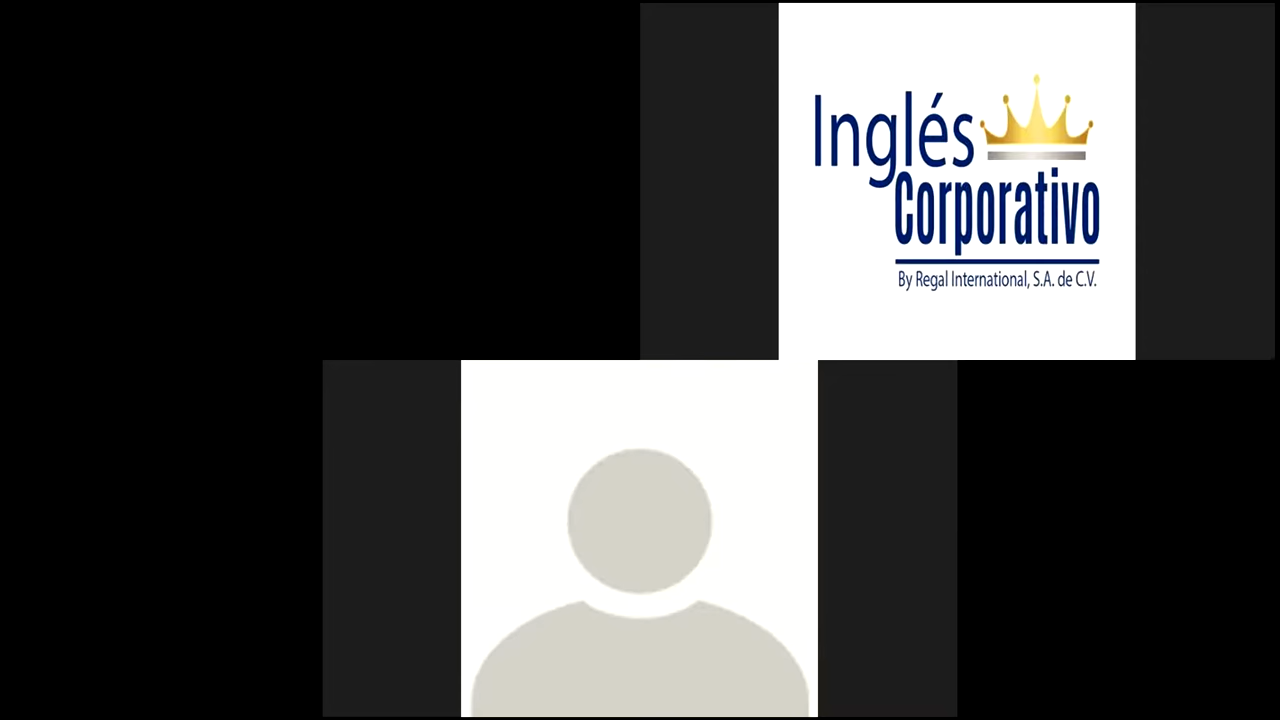 Inglés
Corporativo
By Regal International, S.A. de C.V.